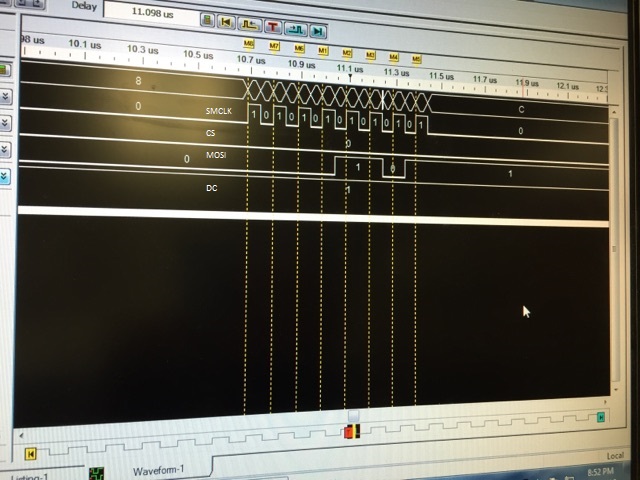 Delay 11.098 us
M8 M7 M6 M1 M2 M3 M4 M5
98 us 10.1 us 10.3 us 10.5 us 10.7 us 10.9 us 11.1 us 11.3 us 11.5 us 11.7 us 11.9 us 12.1 us 12.3
8 C
0 SMCLK 1 0 1 0 1 0 1 0 1 0 1 0 1 0 1 0
CS 0
0 MOSI 1 0 1
DC 1
Local
Listing-1 Waveform-1
8:52 PM